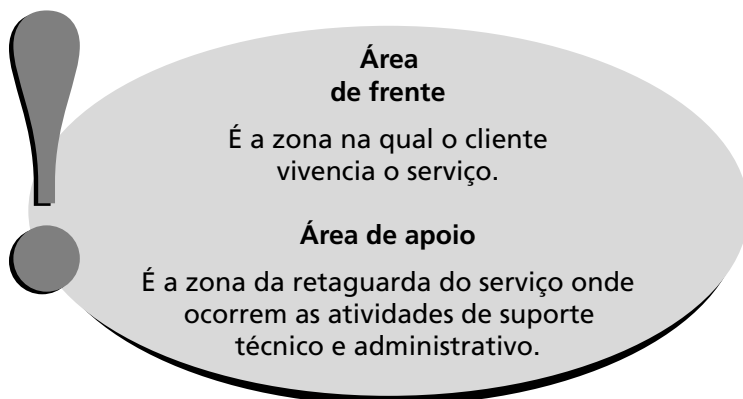 Área
de frente
É a zona na qual o cliente
vivencia o serviço.
Área de apoio
É a zona da retaguarda do serviço onde
ocorrem as atividades de suporte
técnico e administrativo.